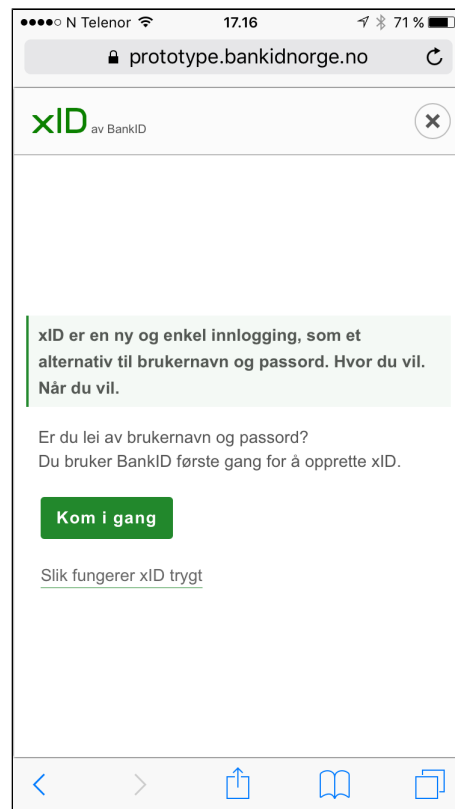 N Telenor 17.16 71 %
prototype.bankidnorge.no
xID av BankID
xID er en ny og enkel innlogging, som et
alternativ til brukernavn og passord. Hvor du vil.
Når du vil.
Er du lei av brukernavn og passord?
Du bruker BankID første gang for å opprette xID.
Kom i gang
Slik fungerer xID trygt